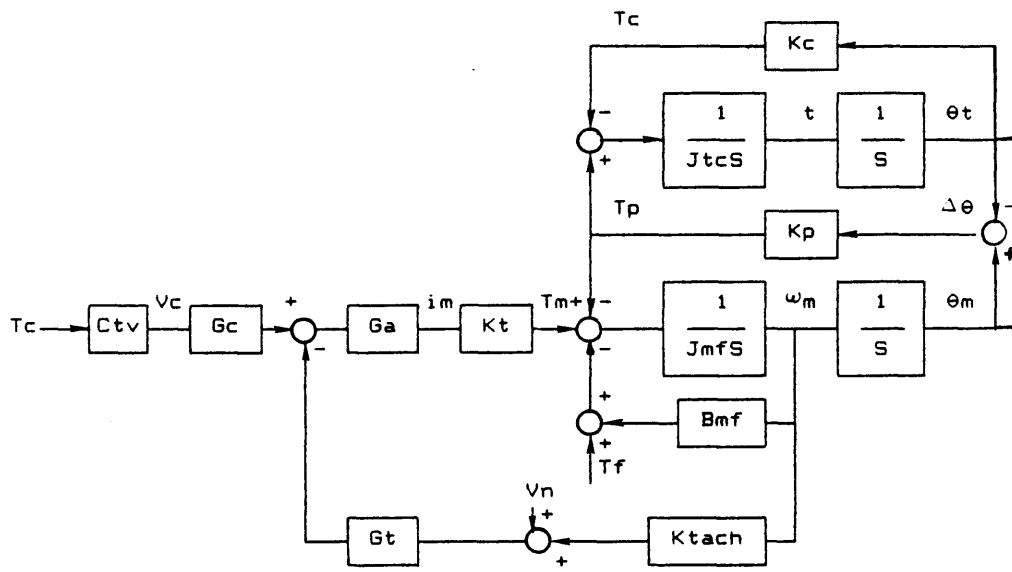 Tc
Kc
-
+
1
JtcS
t
1
S
θt
Tp
Kp
Δθ
-
+
Tc
Ctv
Vc
Gc
+
-
Ga
im
Kt
Tm+
-
-
1
JmfS
ωm
1
S
θm
+
+
Bmf
Tf
Vn
+
+
Gt
Ktach